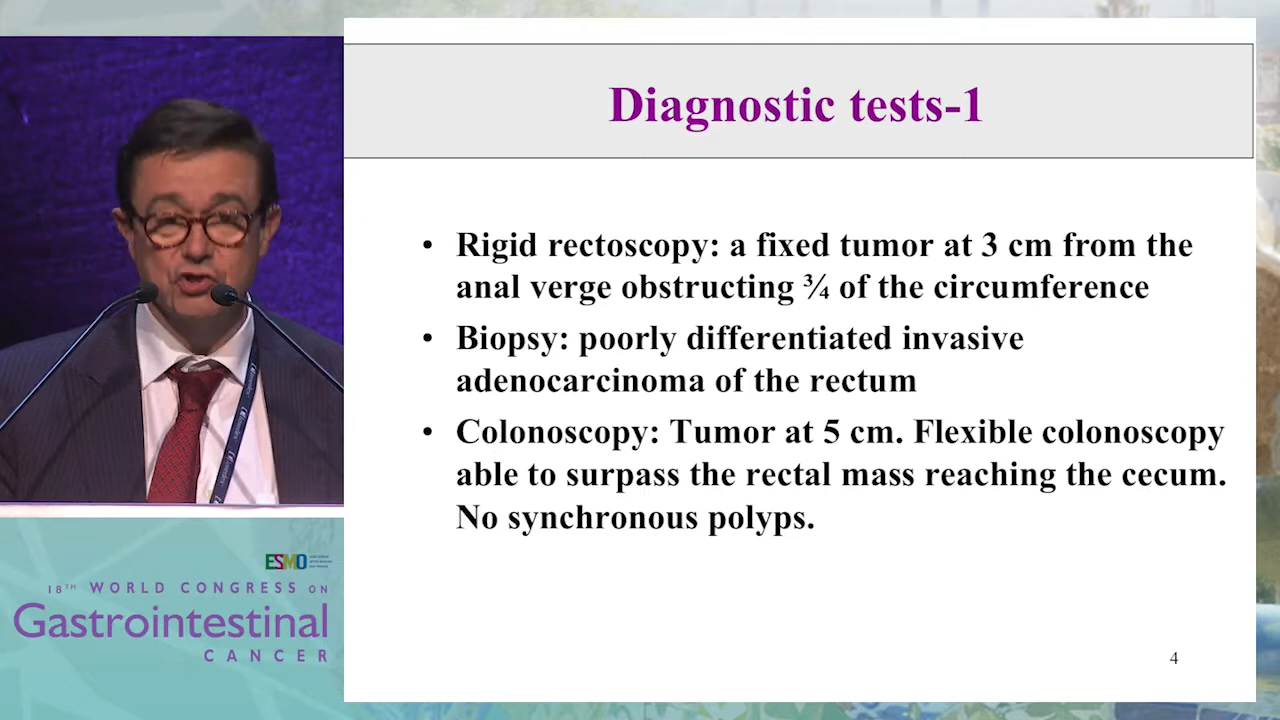 Diagnostic tests-1
• Rigid rectoscopy: a fixed tumor at 3 cm from the
anal verge obstructing ¾ of the circumference
• Biopsy: poorly differentiated invasive
adenocarcinoma of the rectum
• Colonoscopy: Tumor at 5 cm. Flexible colonoscopy
able to surpass the rectal mass reaching the cecum.
No synchronous polyps.
4
ESMO
18TH WORLD CONGRESS ON
Gastrointestinal
CANCER